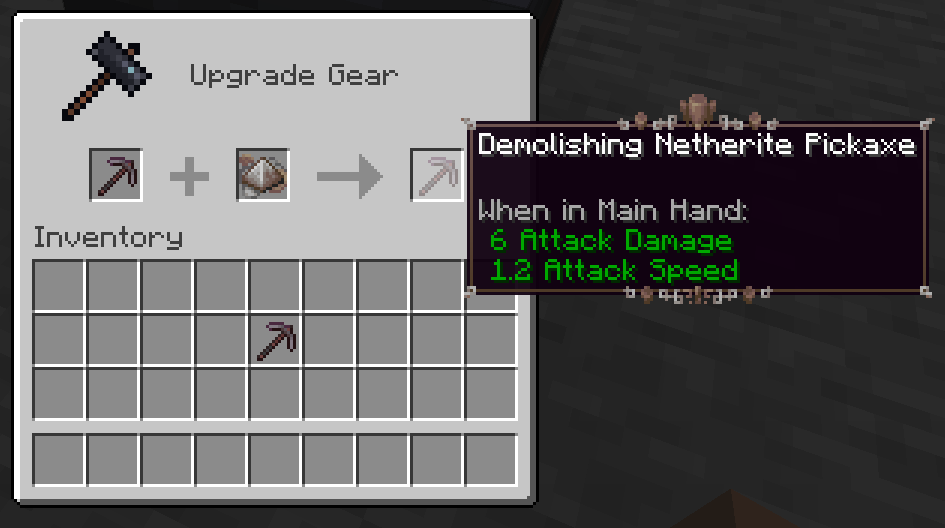 Upgrade Gear
Demolishing Netherite Pickaxe
When in Main Hand:
6 Attack Damage
1.2 Attack Speed
Inventory